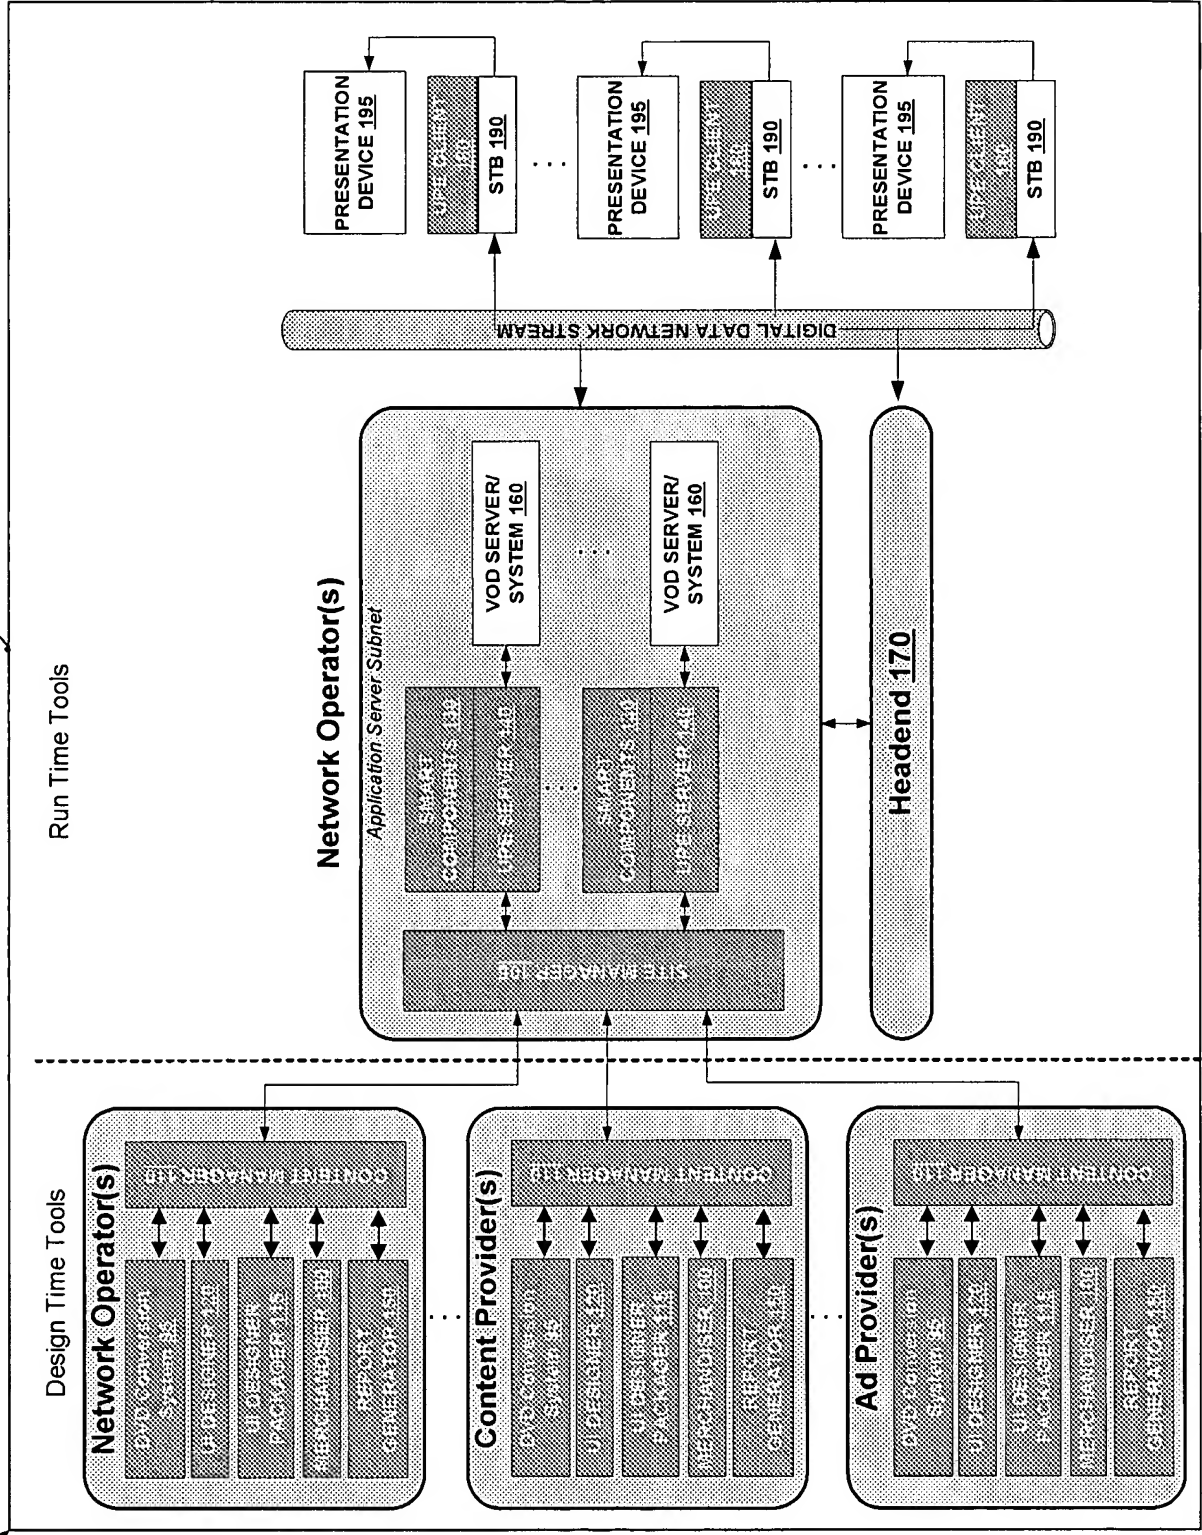 Design Time Tools
Run Time Tools
Network Operator(s)
DVD Conversion
System 95
UI DESIGNER 120
UI DESIGNER
PACKAGER 115
MERCHANDISER 100
REPORT
GENERATOR 150
CONTENT MANAGER 110
. . . .
Content Provider(s)
DVD Conversion
System 95
UI DESIGNER 120
UI DESIGNER
PACKAGER 115
MERCHANDISER 100
REPORT
GENERATOR 150
CONTENT MANAGER 110
. . . .
Ad Provider(s)
DVD Conversion
System 95
UI DESIGNER 120
UI DESIGNER
PACKAGER 115
MERCHANDISER 100
REPORT
GENERATOR 150
CONTENT MANAGER 110
Network Operator(s)
Application Server Subnet
SITE MANAGER 105
SMART
COMPONENTS
UPE SERVER 140
VOD SERVER/
SYSTEM 160
. . . .
SMART
COMPONENTS
UPE SERVER 140
VOD SERVER/
SYSTEM 160
Headend 170
DIGITAL DATA NETWORK STREAM
PRESENTATION
DEVICE 195
UPE CLIENT
180
STB 190
. . . .
PRESENTATION
DEVICE 195
UPE CLIENT
180
STB 190
. . . .
PRESENTATION
DEVICE 195
UPE CLIENT
180
STB 190